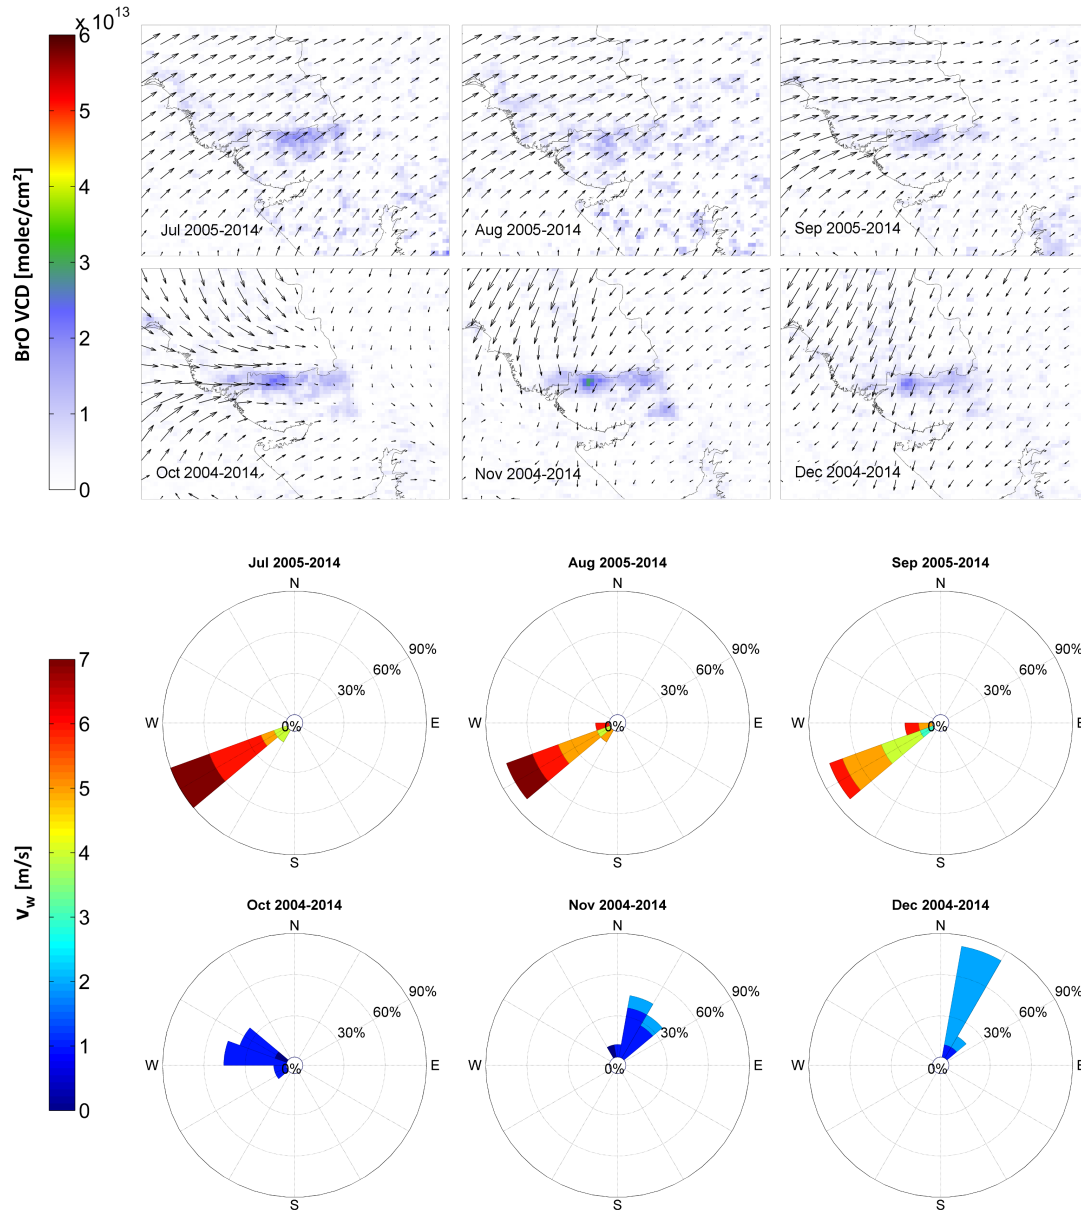 x 10¹³
6
5
4
3
2
1
0
BrO VCD [molec/cm²]
Jul 2005-2014
Aug 2005-2014
Sep 2005-2014
Oct 2004-2014
Nov 2004-2014
Dec 2004-2014
7
6
5
4
3
2
1
0
v_w [m/s]
Jul 2005-2014
N
90%
60%
30%
0%
W
E
S
Aug 2005-2014
N
90%
60%
30%
0%
W
E
S
Sep 2005-2014
N
90%
60%
30%
0%
W
E
S
Oct 2004-2014
N
90%
60%
30%
0%
W
E
S
Nov 2004-2014
N
90%
60%
30%
0%
W
E
S
Dec 2004-2014
N
90%
60%
30%
0%
W
E
S